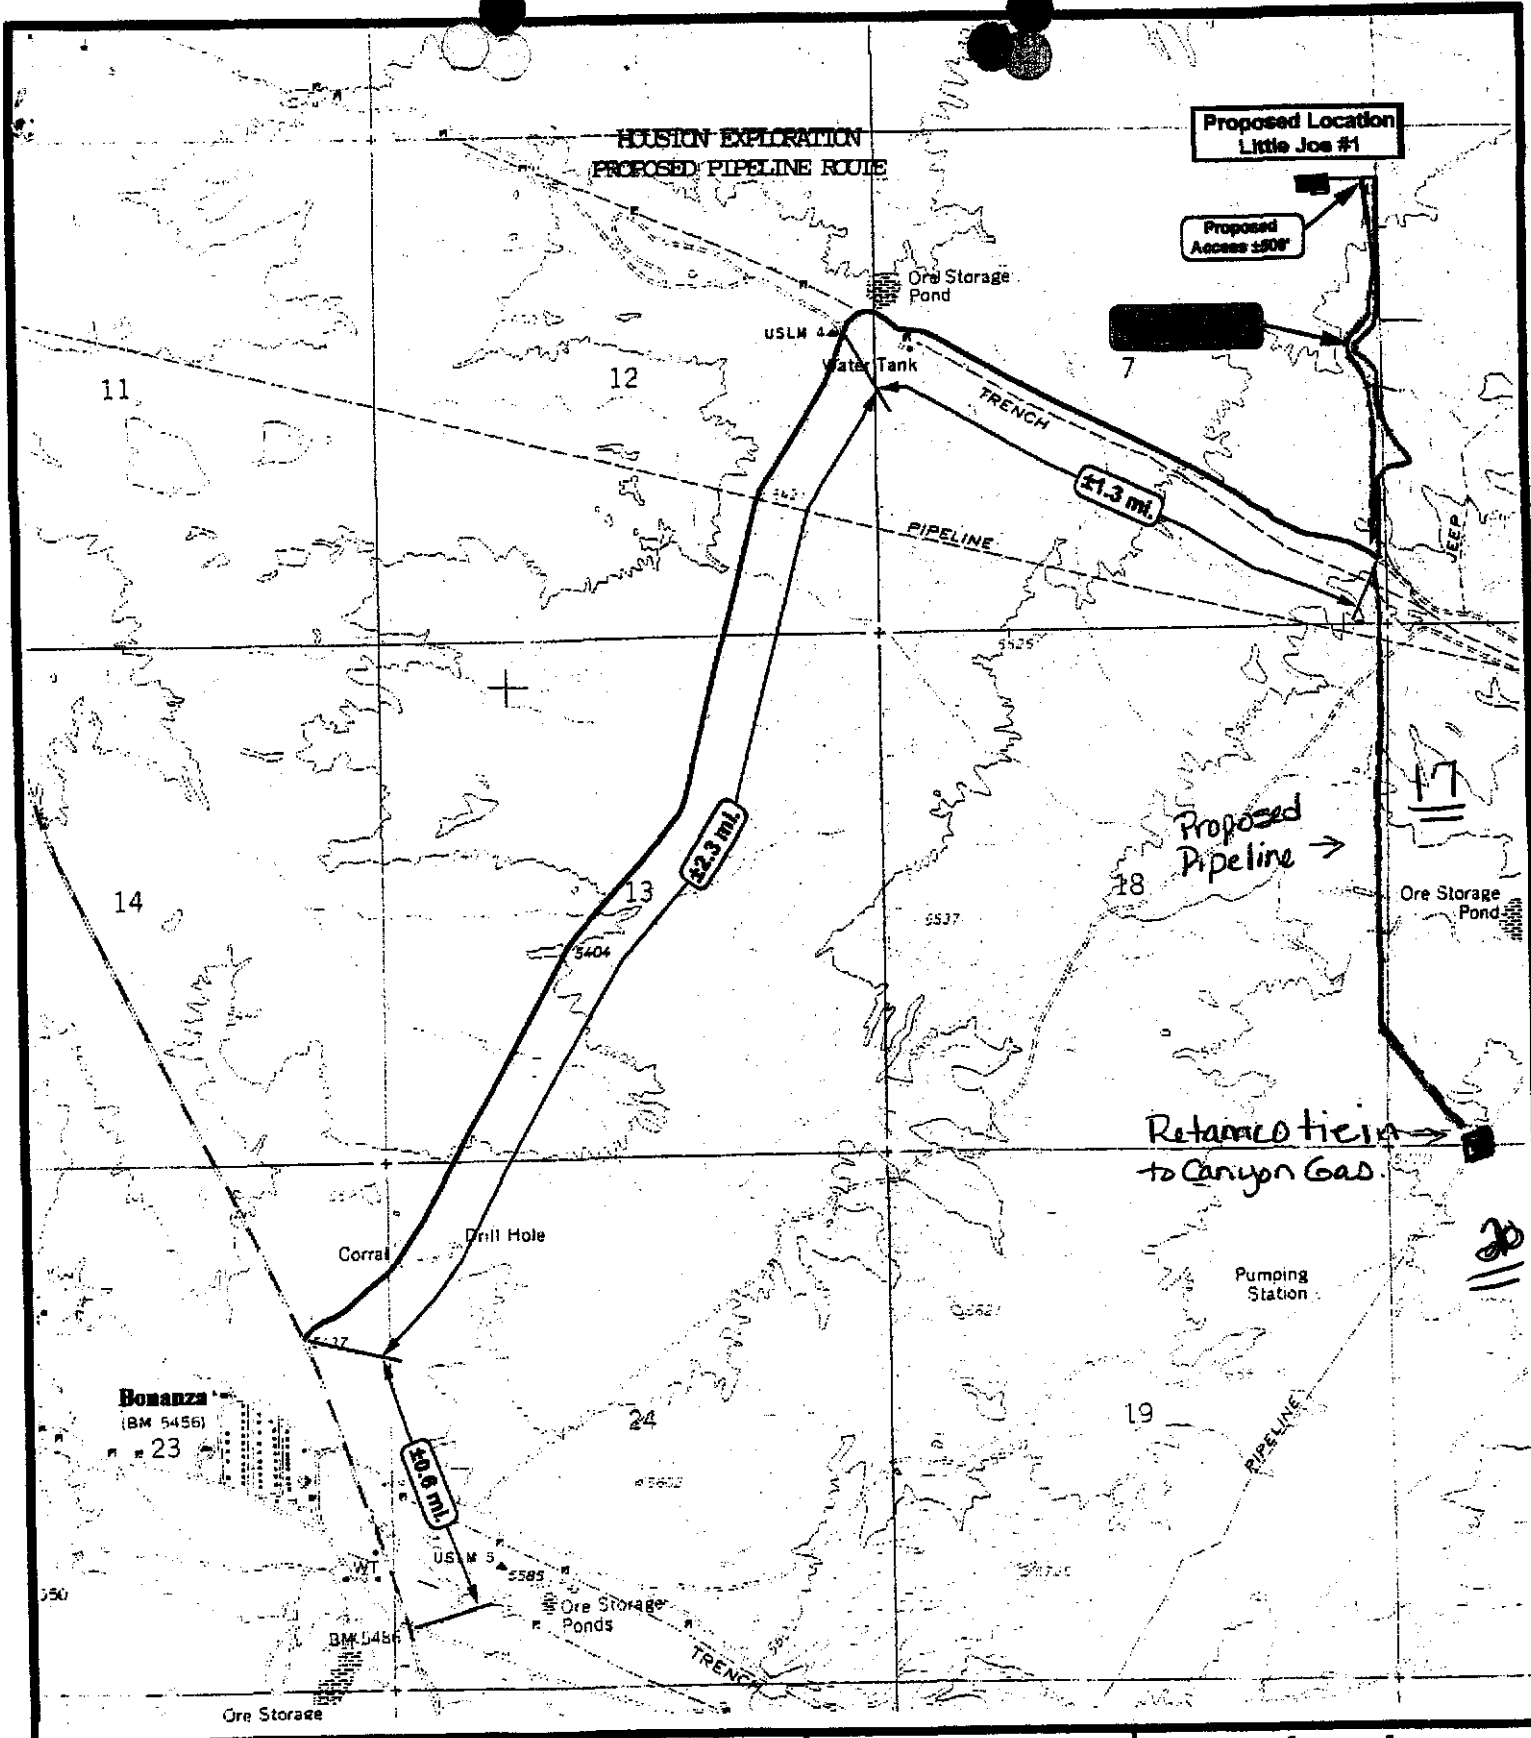 HOUSTON EXPLORATION
PROPOSED PIPELINE ROUTE
Proposed Location
Little Joe #1
Proposed
Access ±500'
Ore Storage
Pond
USLM 4
Water Tank
11
12
7
TRENCH
±1.3 mi.
PIPELINE
JEEP
5525
±2.3 mi.
17
Proposed
Pipeline →
14
13
18
Ore Storage
Pond
5537
5404
Retamco tie in →
to Canyon Gas.
20
Corral
Drill Hole
Pumping
Station
Bonanza
(BM 5456)
23
24
19
PIPELINE
±0.6 mi.
5602
WT
USLM 5
5585
Ore Storage
Ponds
BM 5486
TRENCH
Ore Storage